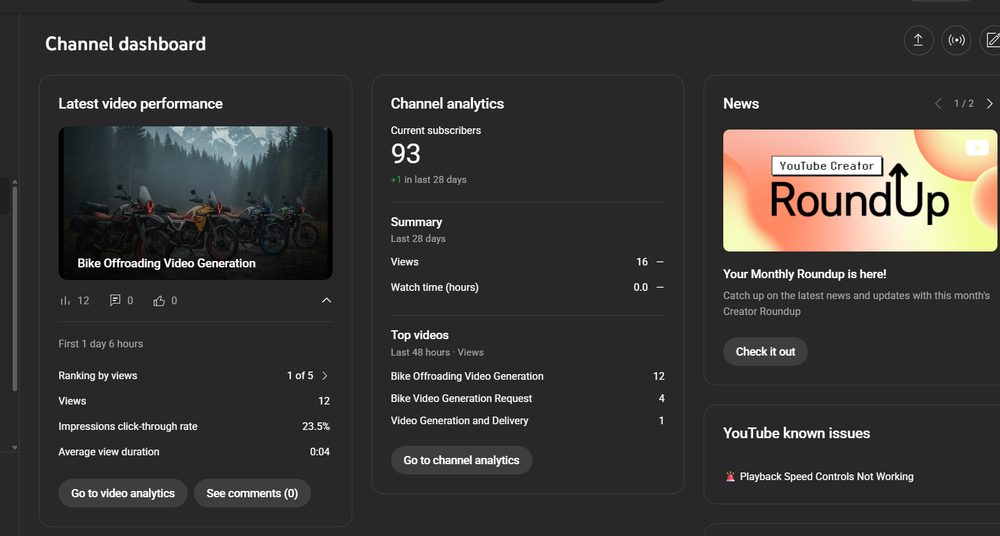 Channel dashboard
Latest video performance
Bike Offroading Video Generation
12 0 0
First 1 day 6 hours
Ranking by views 1 of 5
Views 12
Impressions click-through rate 23.5%
Average view duration 0:04
Go to video analytics See comments (0)
Channel analytics
Current subscribers
93
+1 in last 28 days
Summary
Last 28 days
Views 16 —
Watch time (hours) 0.0 —
Top videos
Last 48 hours · Views
Bike Offroading Video Generation 12
Bike Video Generation Request 4
Video Generation and Delivery 1
Go to channel analytics
News 1 / 2
YouTube Creator
RoundUp
Your Monthly Roundup is here!
Catch up on the latest news and updates with this month's
Creator Roundup
Check it out
YouTube known issues
Playback Speed Controls Not Working